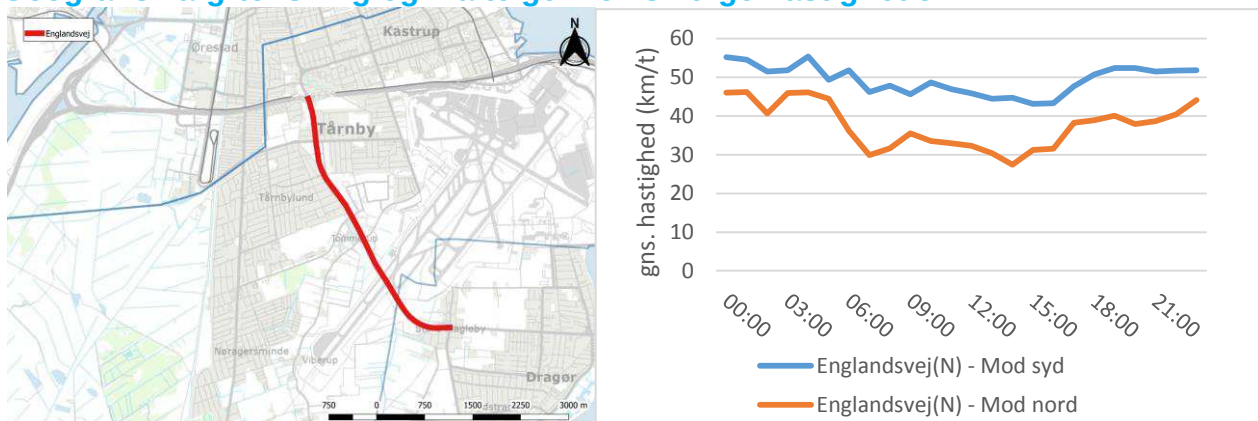 Englandsvej
N
Kastrup
Ørestad
Tårnby
Tårnbylund
Tømmerup
Nøragersminde
Viberup
Dragør
750 0 750 1500 2250 3000 m
gns. hastighed (km/t)
60
50
40
30
20
10
0
00:00 03:00 06:00 09:00 12:00 15:00 18:00 21:00
Englandsvej(N) - Mod syd
Englandsvej(N) - Mod nord